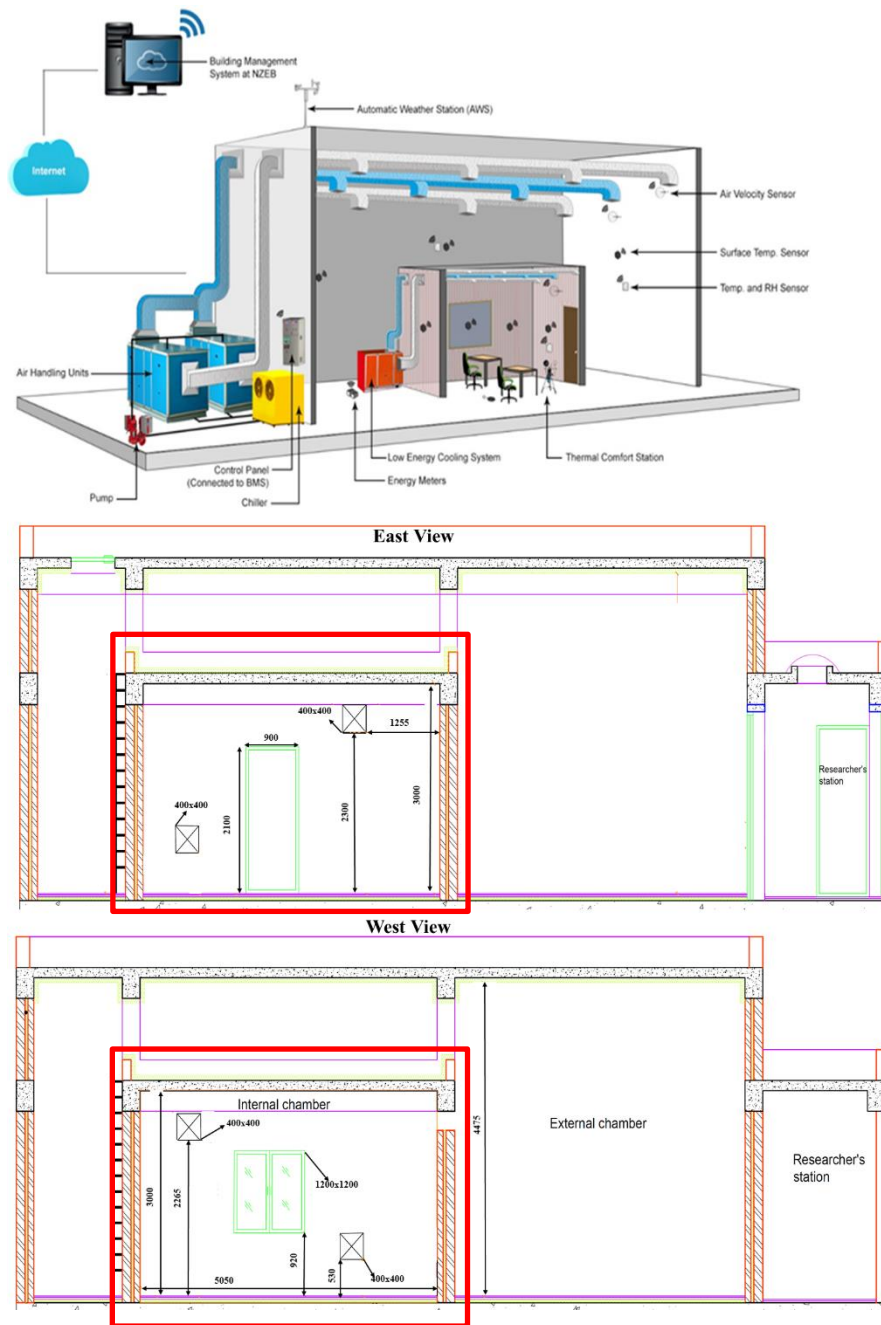 Building Management
System at NZEB
Automatic Weather Station (AWS)
Internet
Air Velocity Sensor
Surface Temp. Sensor
Temp. and RH Sensor
Air Handling Units
Low Energy Cooling System
Thermal Comfort Station
Control Panel
(Connected to BMS)
Energy Meters
Pump
Chiller
East View
400x400
1255
900
3000
2300
2100
400x400
Researcher's
station
West View
Internal chamber
400x400
4475
External chamber
1200x1200
Researcher's
station
3000
2265
920
530
5050
400x400